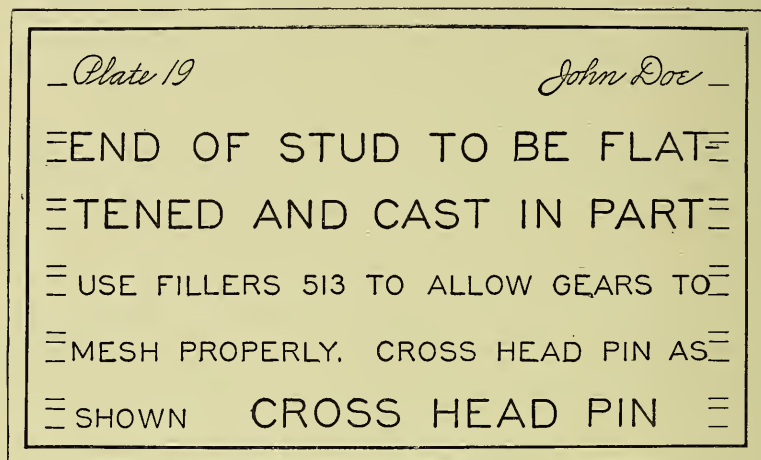 Plate 19 John Doe
END OF STUD TO BE FLAT-
TENED AND CAST IN PART
USE FILLERS 513 TO ALLOW GEARS TO
MESH PROPERLY. CROSS HEAD PIN AS
SHOWN CROSS HEAD PIN